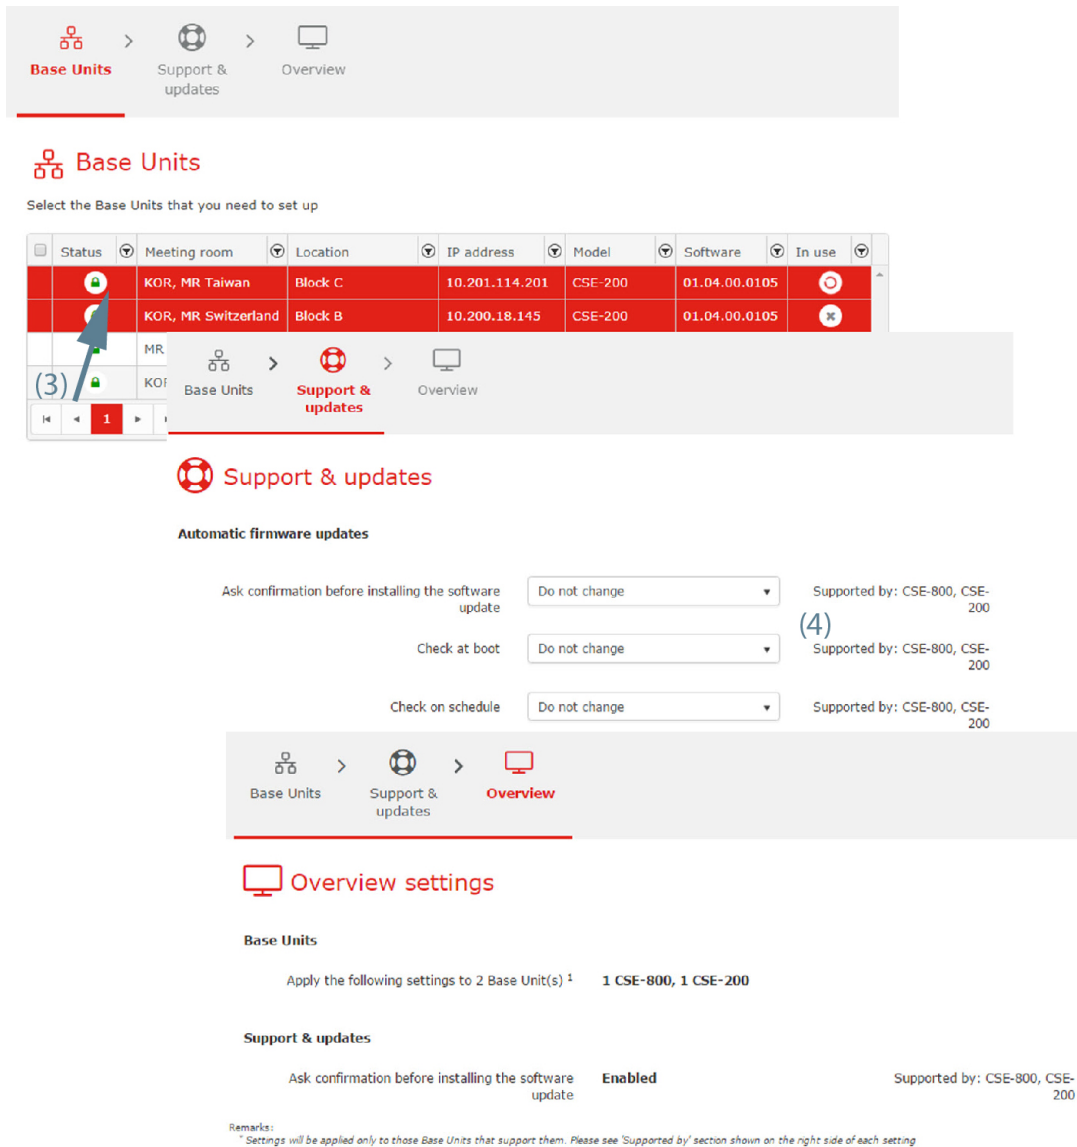 Base Units
Support &
updates
Overview
Base Units
Select the Base Units that you need to set up
Status Meeting room Location IP address Model Software In use
KOR, MR Taiwan Block C 10.201.114.201 CSE-200 01.04.00.0105
KOR, MR Switzerland Block B 10.200.18.145 CSE-200 01.04.00.0105
MR
(3)
KOR
1
Base Units
Support &
updates
Overview
Support & updates
Automatic firmware updates
Ask confirmation before installing the software
update
Do not change
Supported by: CSE-800, CSE-
200
(4)
Check at boot
Do not change
Supported by: CSE-800, CSE-
200
Check on schedule
Do not change
Supported by: CSE-800, CSE-
200
Base Units
Support &
updates
Overview
Overview settings
Base Units
Apply the following settings to 2 Base Unit(s) 1 1 CSE-800, 1 CSE-200
Support & updates
Ask confirmation before installing the software
update
Enabled
Supported by: CSE-800, CSE-
200
Remarks:
* Settings will be applied only to those Base Units that support them. Please see 'Supported by' section shown on the right side of each setting